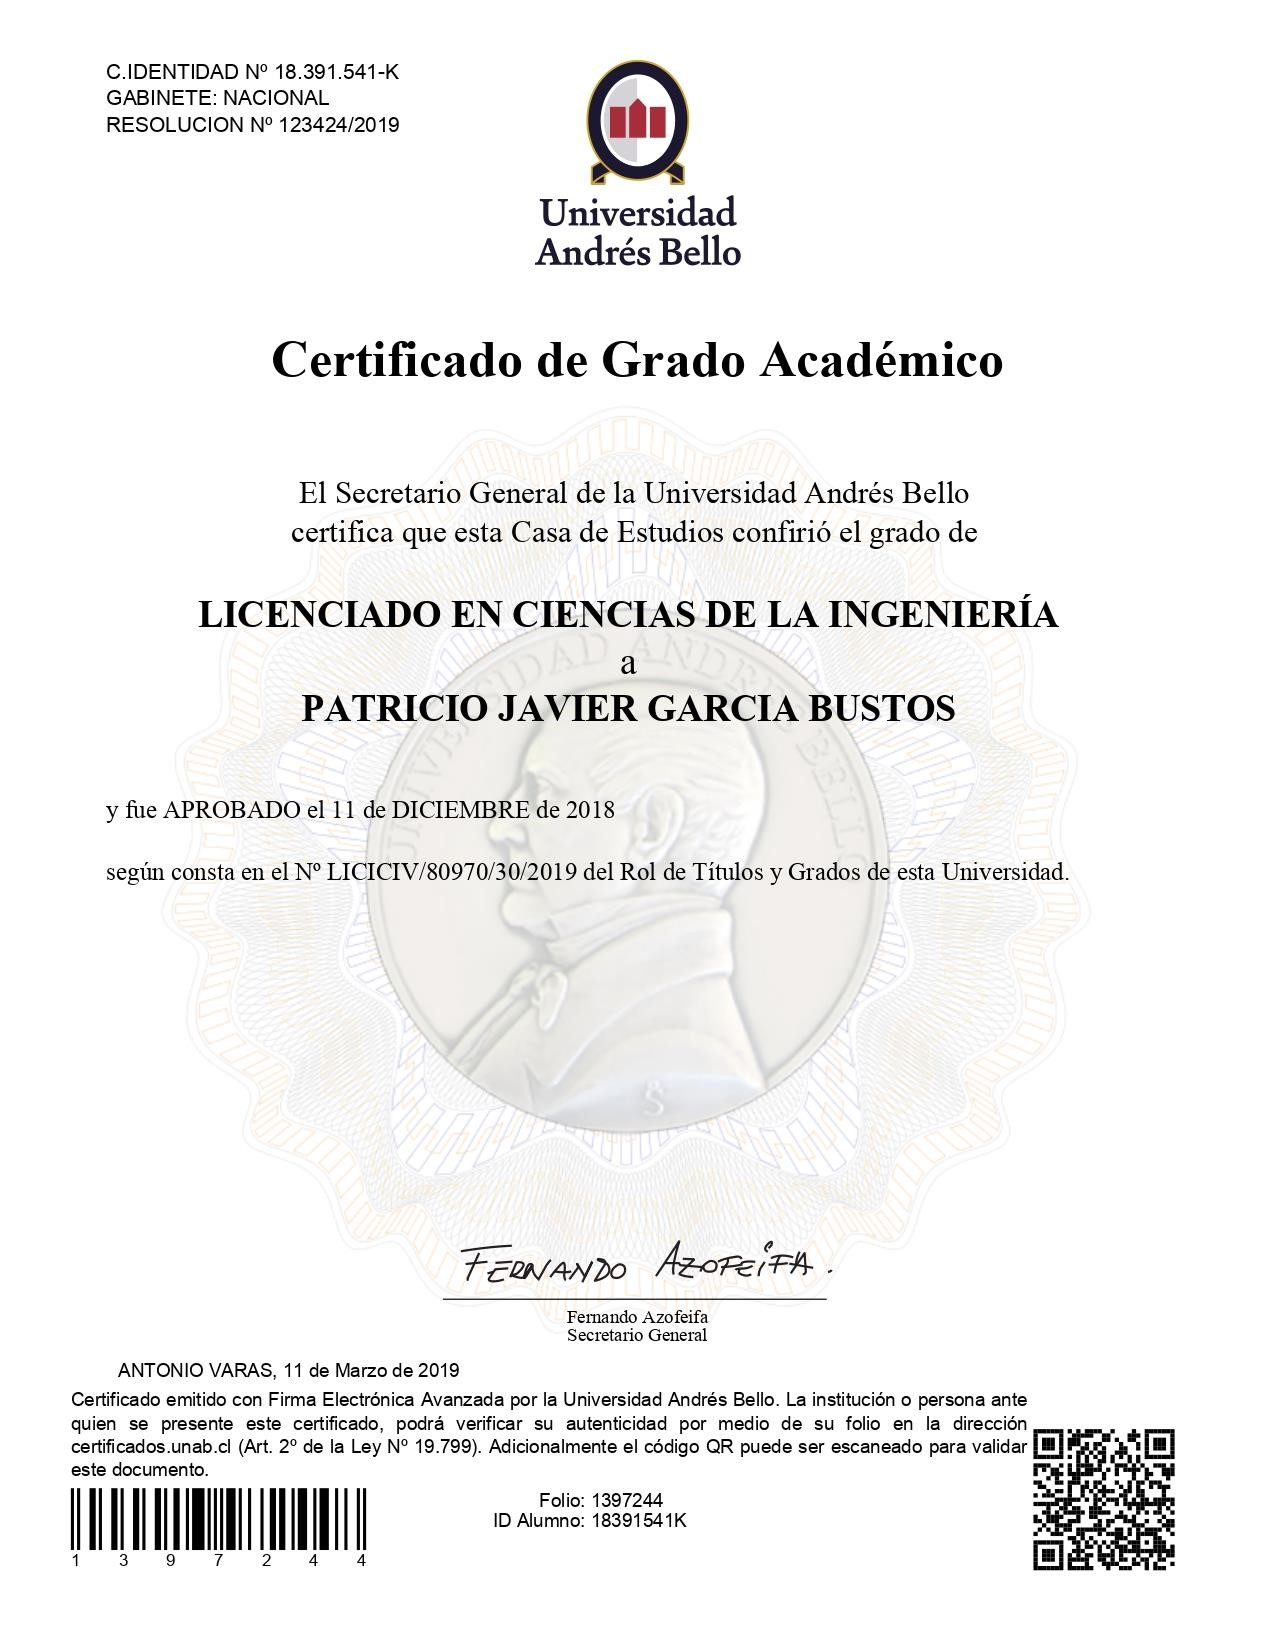 C.IDENTIDAD Nº 18.391.541-K
GABINETE: NACIONAL
RESOLUCION Nº 123424/2019
Universidad
Andrés Bello
Certificado de Grado Académico
El Secretario General de la Universidad Andrés Bello
certifica que esta Casa de Estudios confirió el grado de
LICENCIADO EN CIENCIAS DE LA INGENIERÍA
a
PATRICIO JAVIER GARCIA BUSTOS
UNIVERSIDAD ANDRES BELLO
y fue APROBADO el 11 de DICIEMBRE de 2018
según consta en el Nº LICICIV/80970/30/2019 del Rol de Títulos y Grados de esta Universidad.
FERNANDO AZOFEIFA.
Fernando Azofeifa
Secretario General
ANTONIO VARAS, 11 de Marzo de 2019
Certificado emitido con Firma Electrónica Avanzada por la Universidad Andrés Bello. La institución o persona ante
quien se presente este certificado, podrá verificar su autenticidad por medio de su folio en la dirección
certificados.unab.cl (Art. 2º de la Ley Nº 19.799). Adicionalmente el código QR puede ser escaneado para validar
este documento.
Folio: 1397244
ID Alumno: 18391541K
1 3 9 7 2 4 4